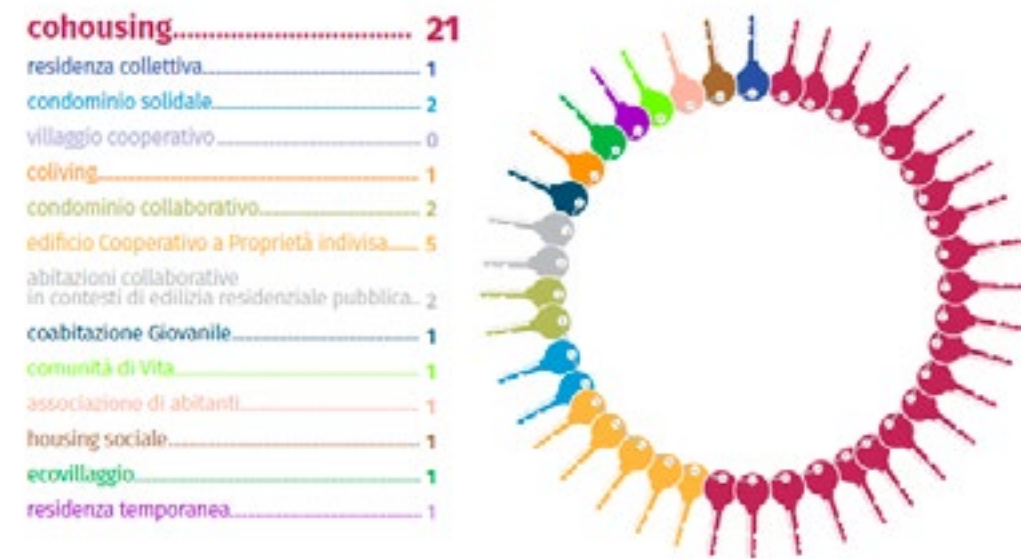 cohousing................................. 21
residenza collettiva 1
condominio solidale 2
villaggio cooperativo 0
coliving 1
condominio collaborativo 2
edificio Cooperativo a Proprietà indivisa 5
abitazioni collaborative
in contesti di edilizia residenziale pubblica.. 2
coabitazione Giovanile 1
comunità di Vita 1
associazione di abitanti 1
housing sociale 1
ecovillaggio 1
residenza temporanea 1